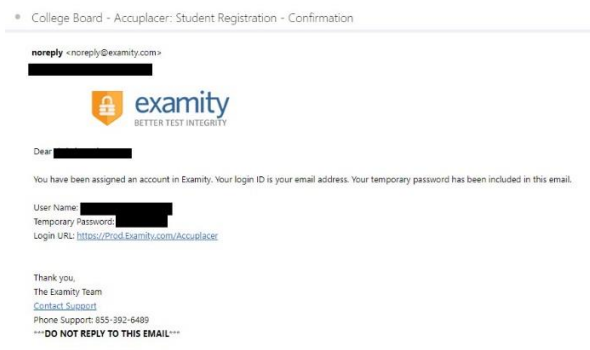 College Board - Accuplacer: Student Registration - Confirmation
noreply <noreply@examity.com>
examity
BETTER TEST INTEGRITY
Dear
You have been assigned an account in Examity. Your login ID is your email address. Your temporary password has been included in this email.
User Name:
Temporary Password:
Login URL: https://Prod.Examity.com/Accuplacer
Thank you,
The Examity Team
Contact Support
Phone Support: 855-392-6489
***DO NOT REPLY TO THIS EMAIL***